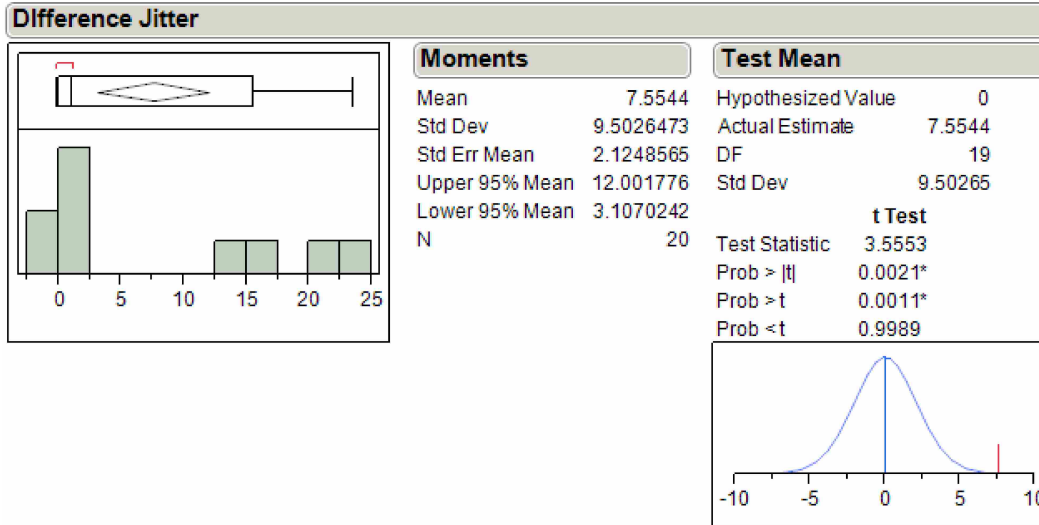 DIfference Jitter
0 5 10 15 20 25
Moments
Mean 7.5544
Std Dev 9.5026473
Std Err Mean 2.1248565
Upper 95% Mean 12.001776
Lower 95% Mean 3.1070242
N 20
Test Mean
Hypothesized Value 0
Actual Estimate 7.5544
DF 19
Std Dev 9.50265
t Test
Test Statistic 3.5553
Prob > |t| 0.0021*
Prob > t 0.0011*
Prob < t 0.9989
-10 -5 0 5 10